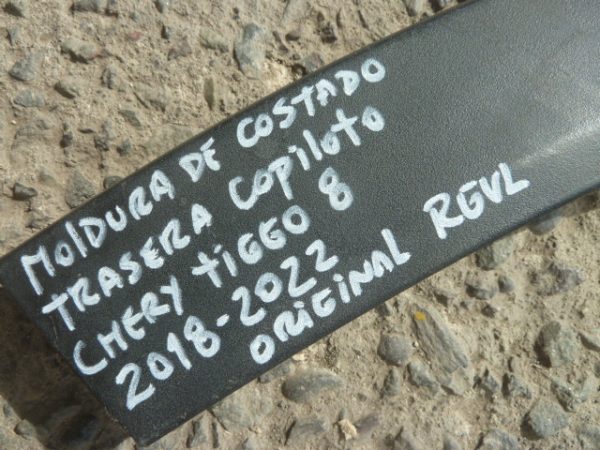 MOLDURA DE COSTADO
TRASERA COPILOTO
CHERY TIGGO 8
2018-2022
ORIGINAL REVL